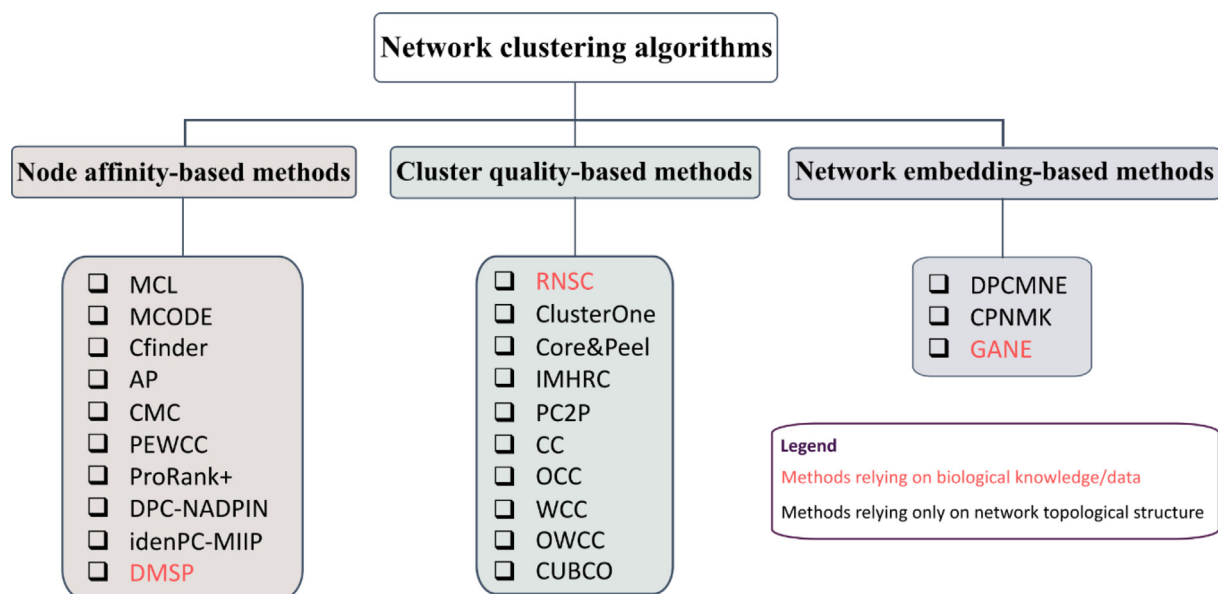 Network clustering algorithms
Node affinity-based methods
MCL
MCODE
Cfinder
AP
CMC
PEWCC
ProRank+
DPC-NADPIN
idenPC-MIIP
DMSP
Cluster quality-based methods
RNSC
ClusterOne
Core&Peel
IMHRC
PC2P
CC
OCC
WCC
OWCC
CUBCO
Network embedding-based methods
DPCMNE
CPNMK
GANE
Legend
Methods relying on biological knowledge/data
Methods relying only on network topological structure